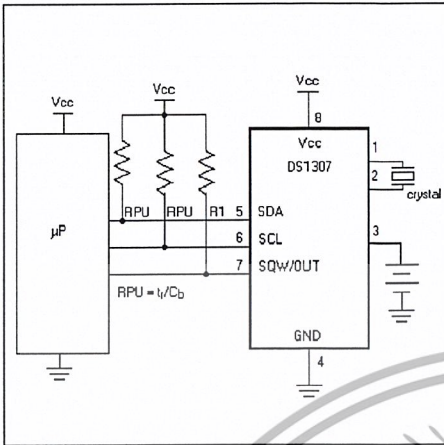 Vcc
Vcc
Vcc
8
Vcc
DS1307
1
2
crystal
RPU
RPU
R1
5
SDA
3
µP
6
SCL
7
SQW/OUT
RPU = tᵣ/C_b
GND
4